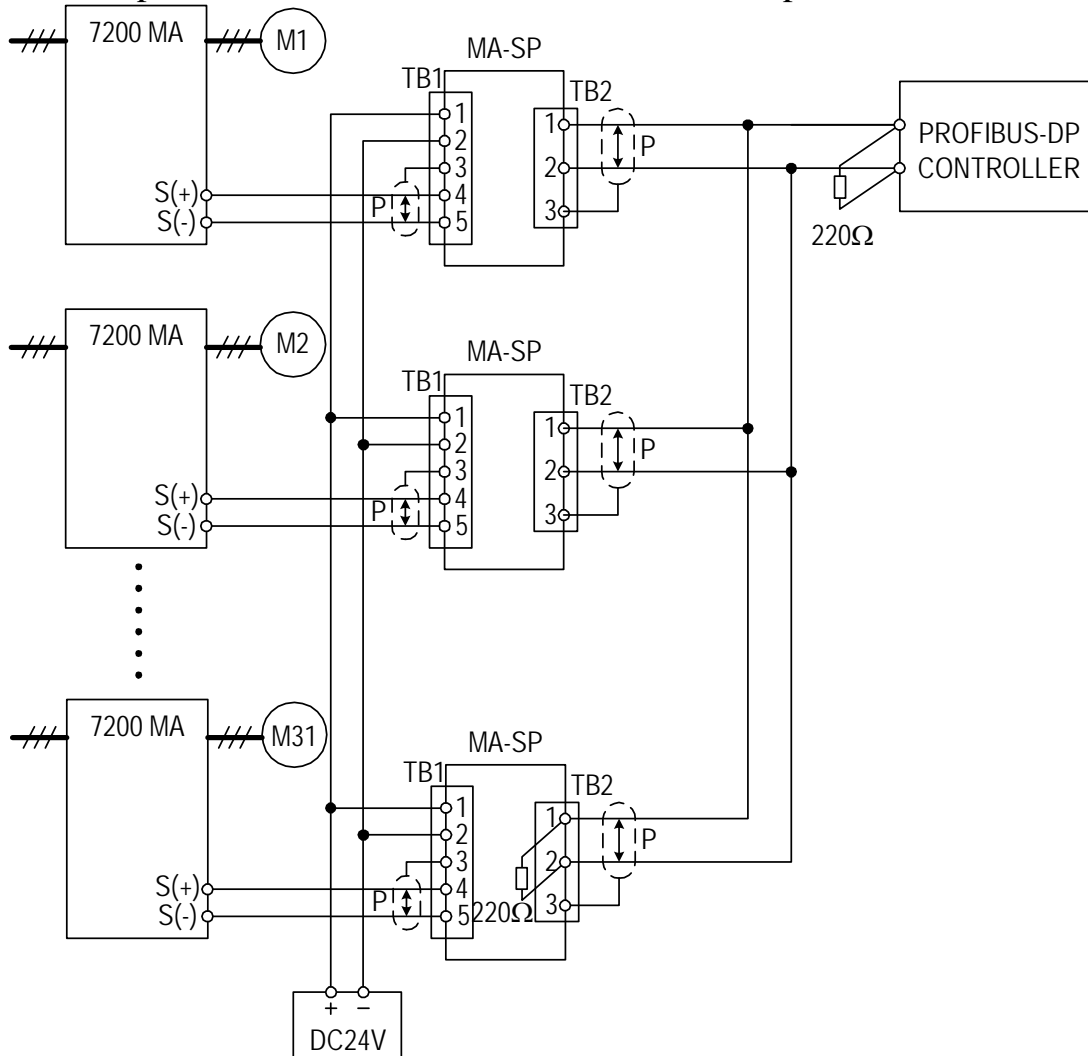 7200 MA
M1
S(+)
S(-)
P
MA-SP
TB1
1
2
3
4
5
TB2
1
2
3
P
PROFIBUS-DP
CONTROLLER
220Ω
7200 MA
M2
S(+)
S(-)
P
MA-SP
TB1
1
2
3
4
5
TB2
1
2
3
P
7200 MA
M31
S(+)
S(-)
P
MA-SP
TB1
1
2
3
4
5
220Ω
TB2
1
2
3
P
+ −
DC24V